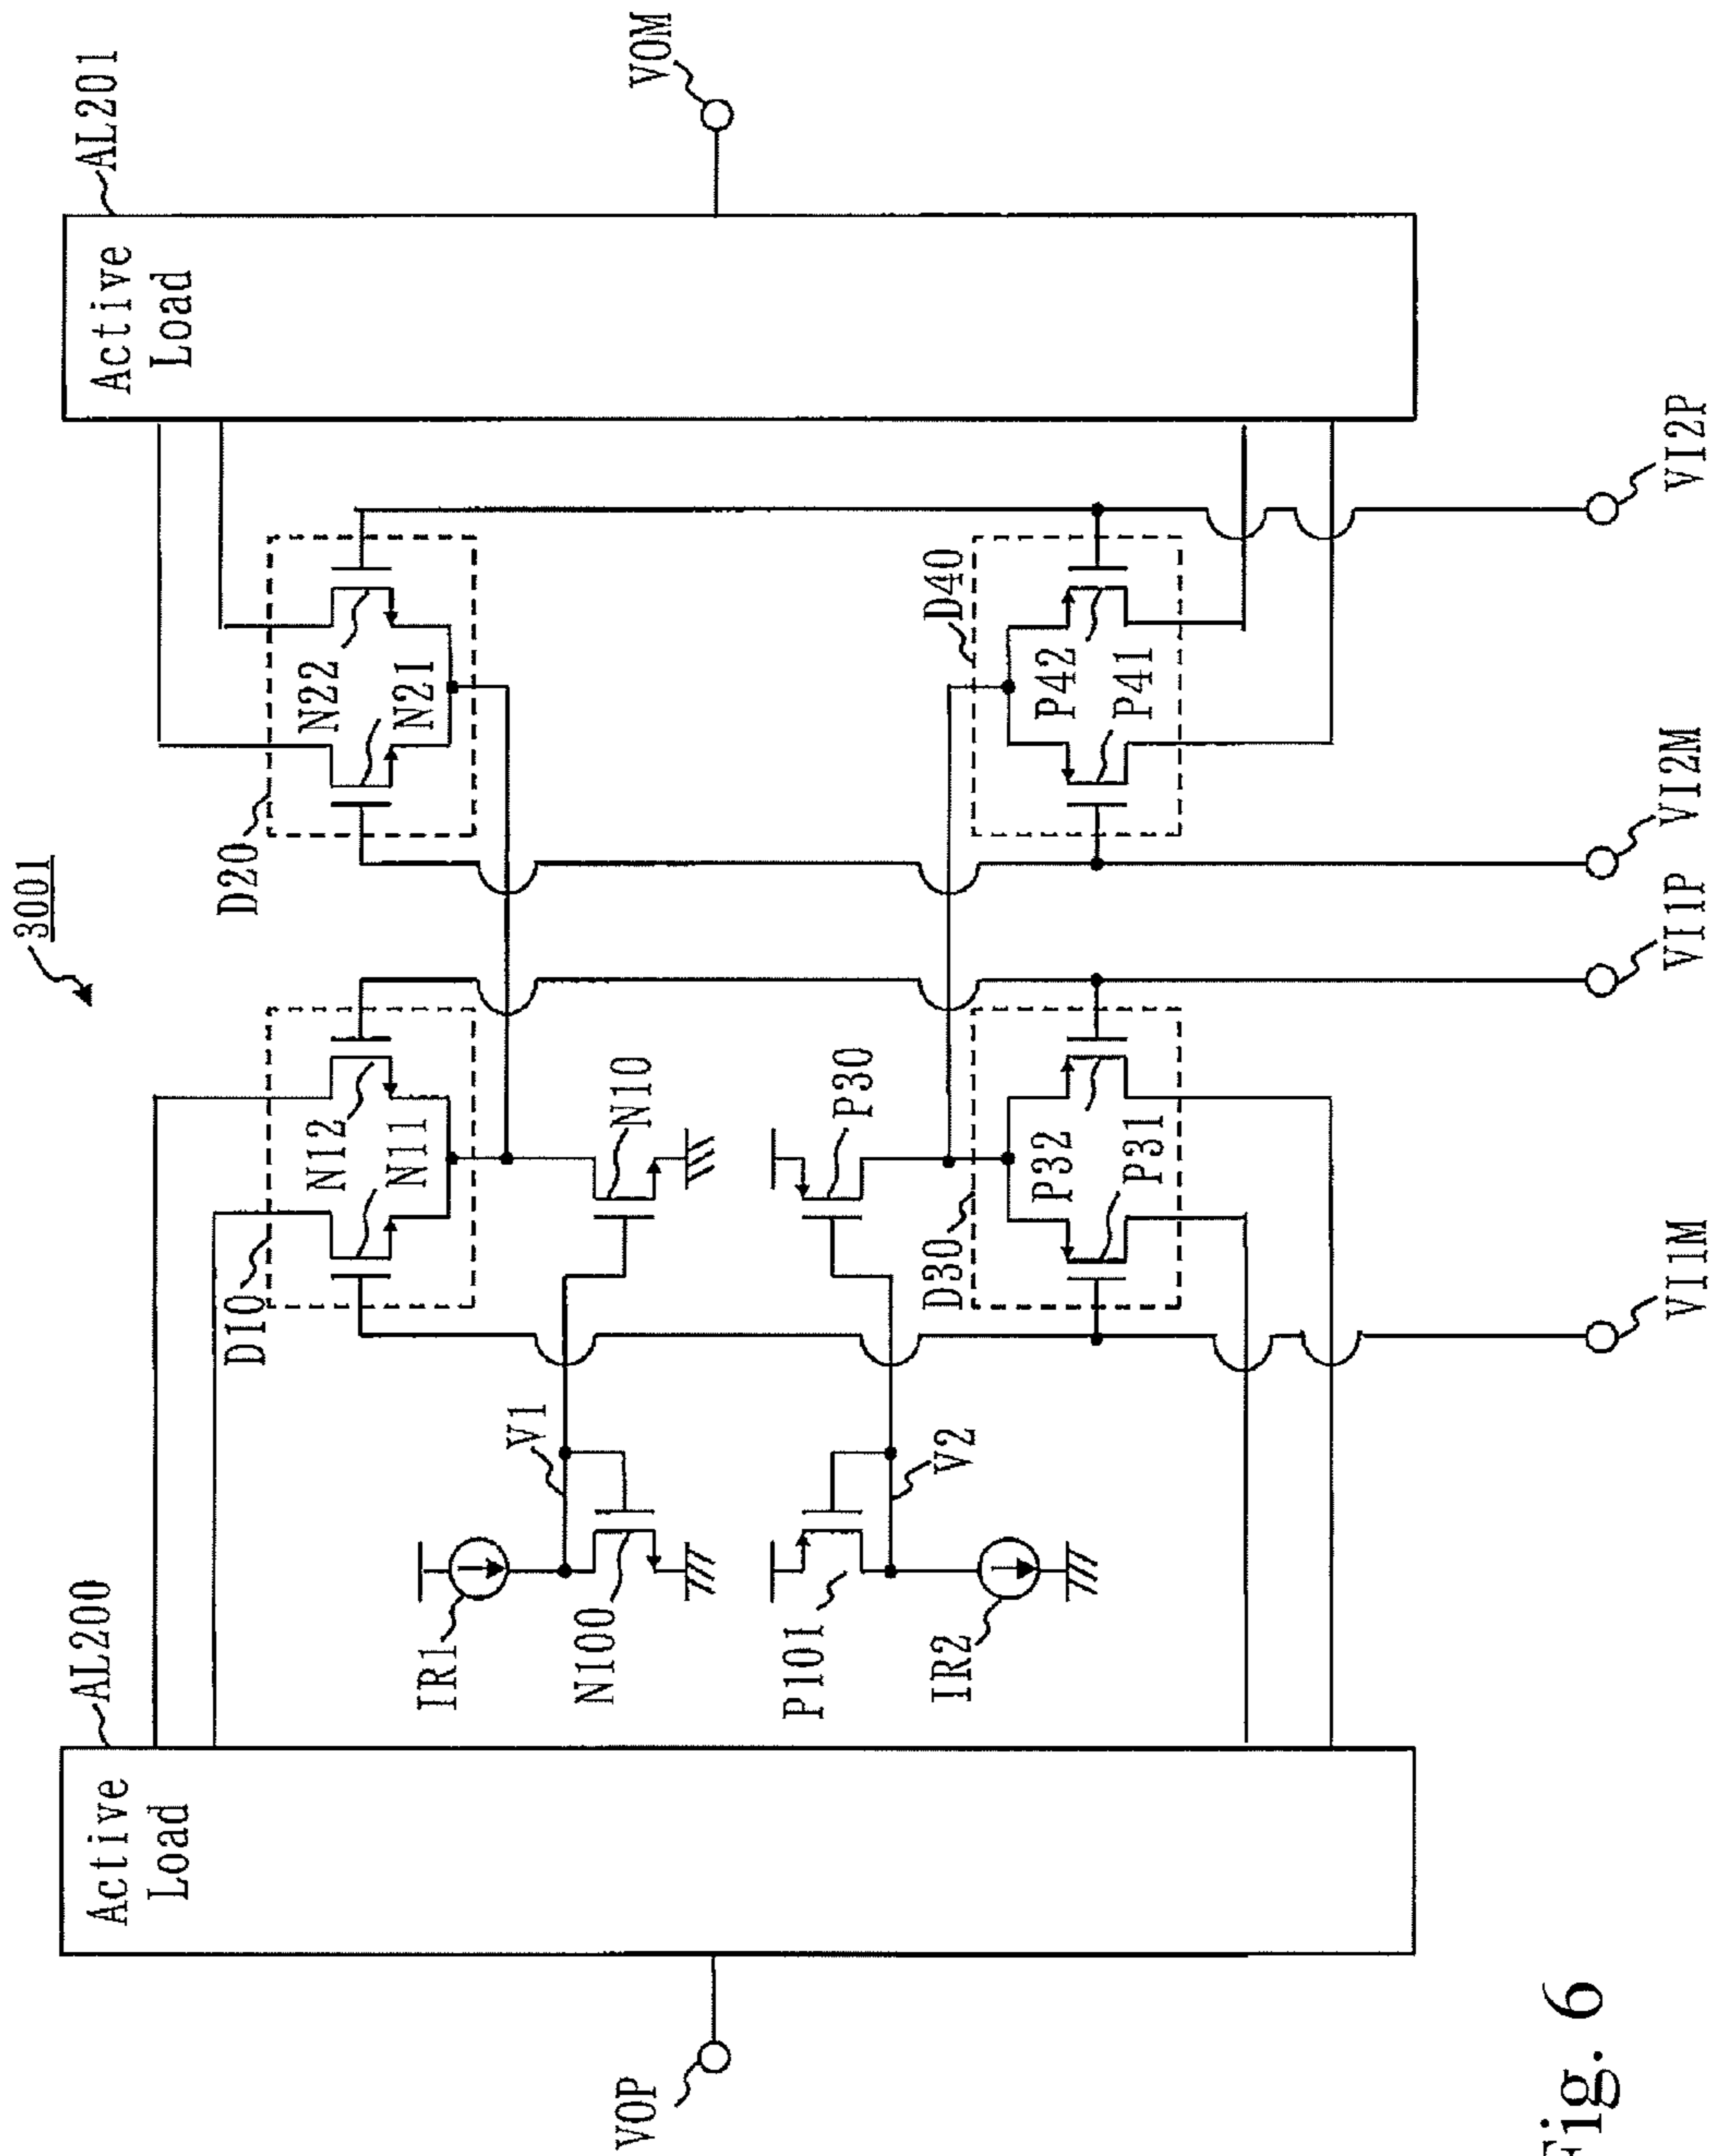 3001
AL200
AL201
Active
Load
Active
Load
D10
N12
N11
D20
N22
N21
VOP
VOM
IR1
V1
N100
N10
P101
P30
V2
IR2
D30
P32
P31
D40
P42
P41
VI1M
VI1P
VI2M
VI2P
Fig. 6